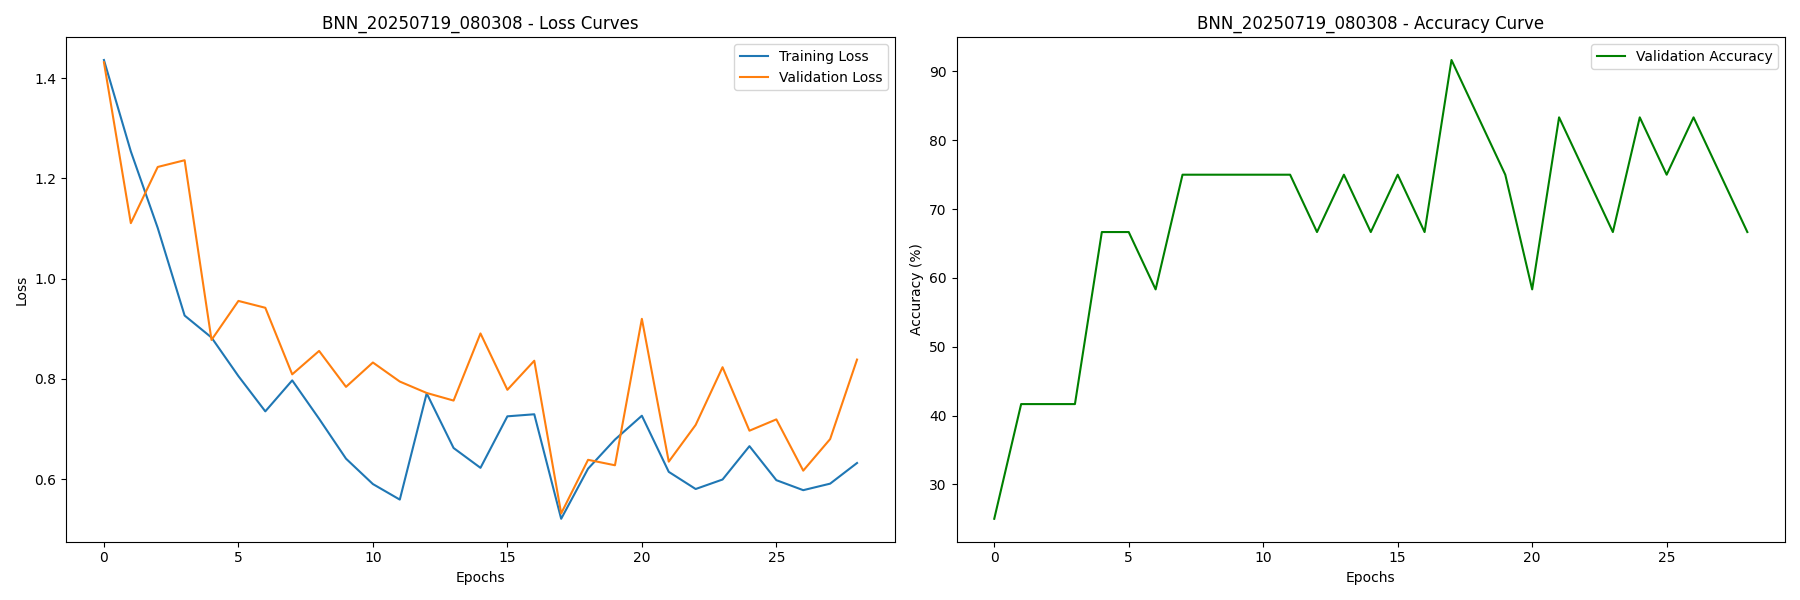 BNN_20250719_080308 - Loss Curves
Training Loss
Validation Loss
1.4
1.2
1.0
0.8
0.6
Loss
0 5 10 15 20 25
Epochs
BNN_20250719_080308 - Accuracy Curve
Validation Accuracy
90
80
70
60
50
40
30
Accuracy (%)
0 5 10 15 20 25
Epochs